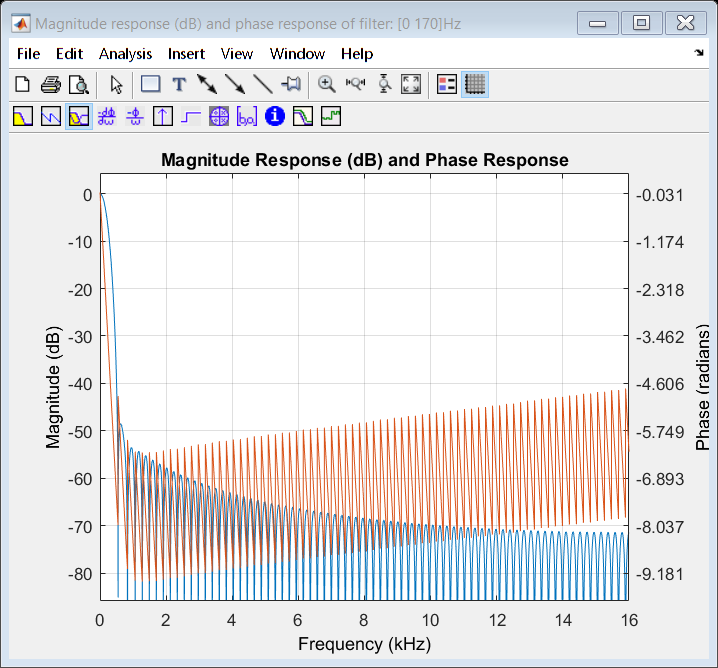 Magnitude response (dB) and phase response of filter: [0 170]Hz
File Edit Analysis Insert View Window Help
Magnitude Response (dB) and Phase Response
0
-10
-20
-30
-40
-50
-60
-70
-80
Magnitude (dB)
-0.031
-1.174
-2.318
-3.462
-4.606
-5.749
-6.893
-8.037
-9.181
Phase (radians)
0 2 4 6 8 10 12 14 16
Frequency (kHz)